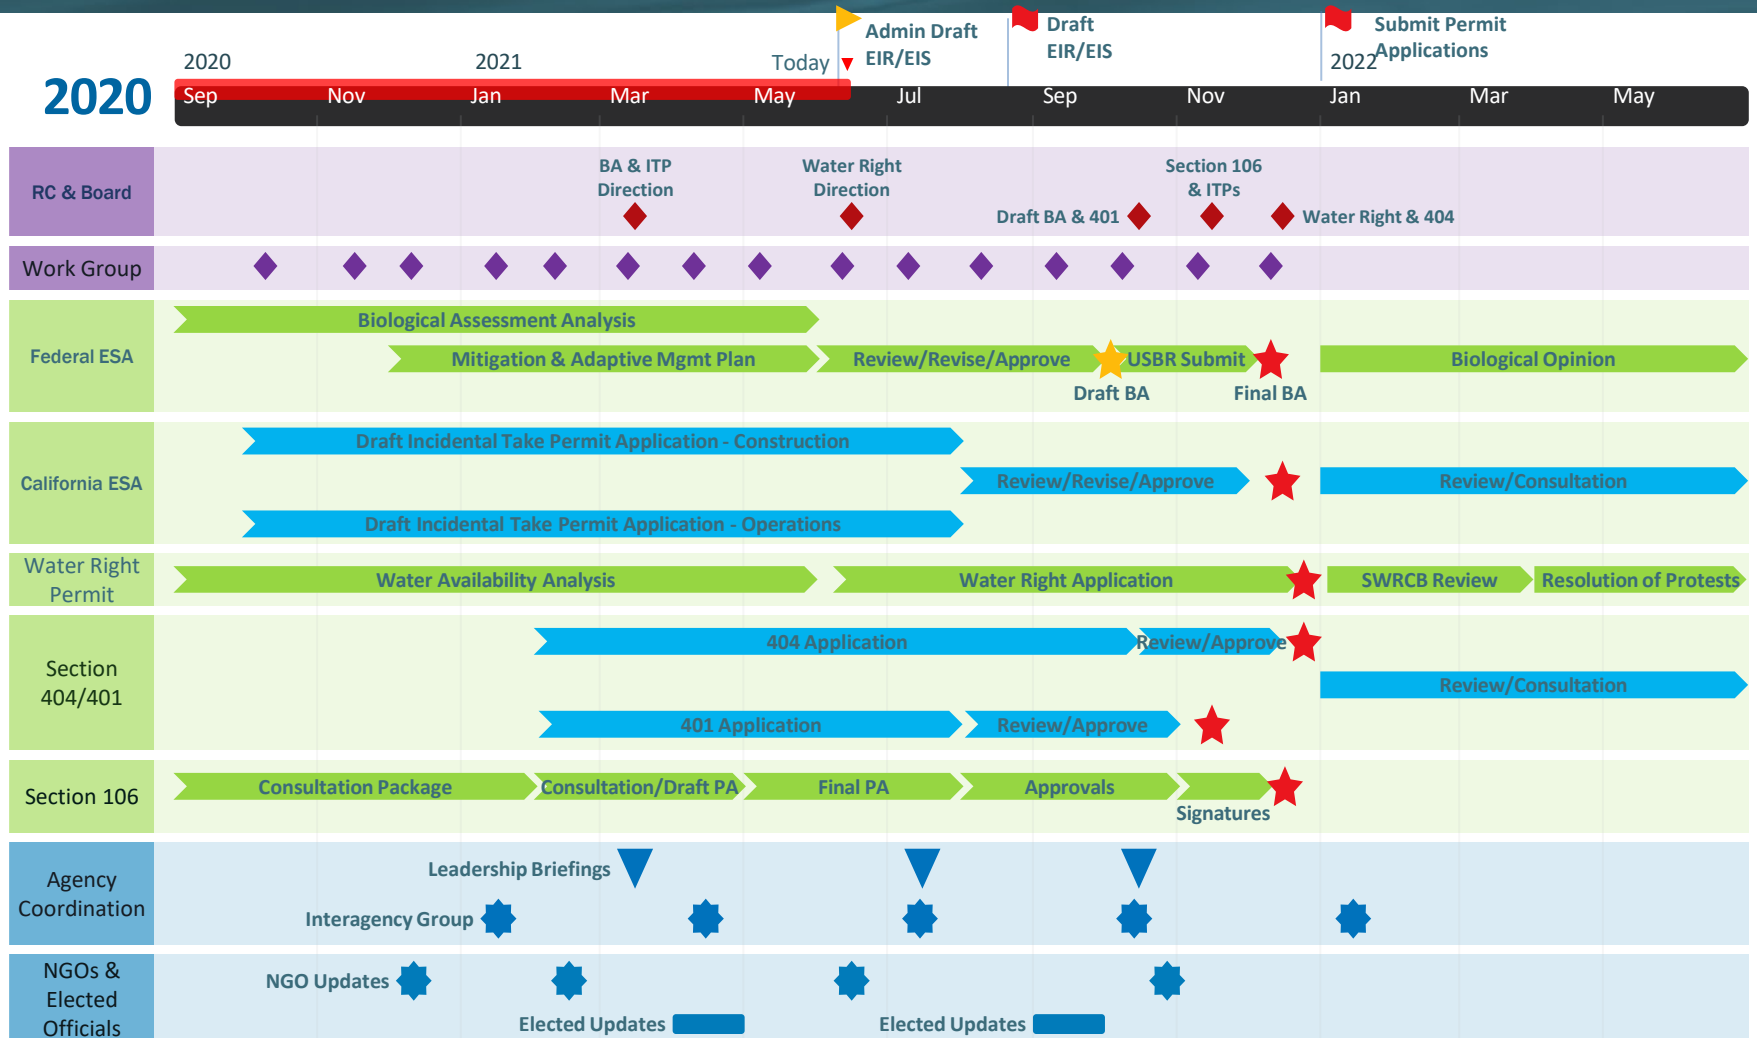 Admin Draft
EIR/EIS
Draft
EIR/EIS
Submit Permit
Applications
2020
2021
Today
2022
2020
Sep
Nov
Jan
Mar
May
Jul
Sep
Nov
Jan
Mar
May
RC & Board
BA & ITP
Direction
Water Right
Direction
Draft BA & 401
Section 106
& ITPs
Water Right & 404
Work Group
Federal ESA
Biological Assessment Analysis
Mitigation & Adaptive Mgmt Plan
Review/Revise/Approve
USBR Submit
Biological Opinion
Draft BA
Final BA
California ESA
Draft Incidental Take Permit Application - Construction
Review/Revise/Approve
Review/Consultation
Draft Incidental Take Permit Application - Operations
Water Right
Permit
Water Availability Analysis
Water Right Application
SWRCB Review
Resolution of Protests
Section
404/401
404 Application
Review/Approve
Review/Consultation
401 Application
Review/Approve
Section 106
Consultation Package
Consultation/Draft PA
Final PA
Approvals
Signatures
Agency
Coordination
Leadership Briefings
Interagency Group
NGOs &
Elected
Officials
NGO Updates
Elected Updates
Elected Updates